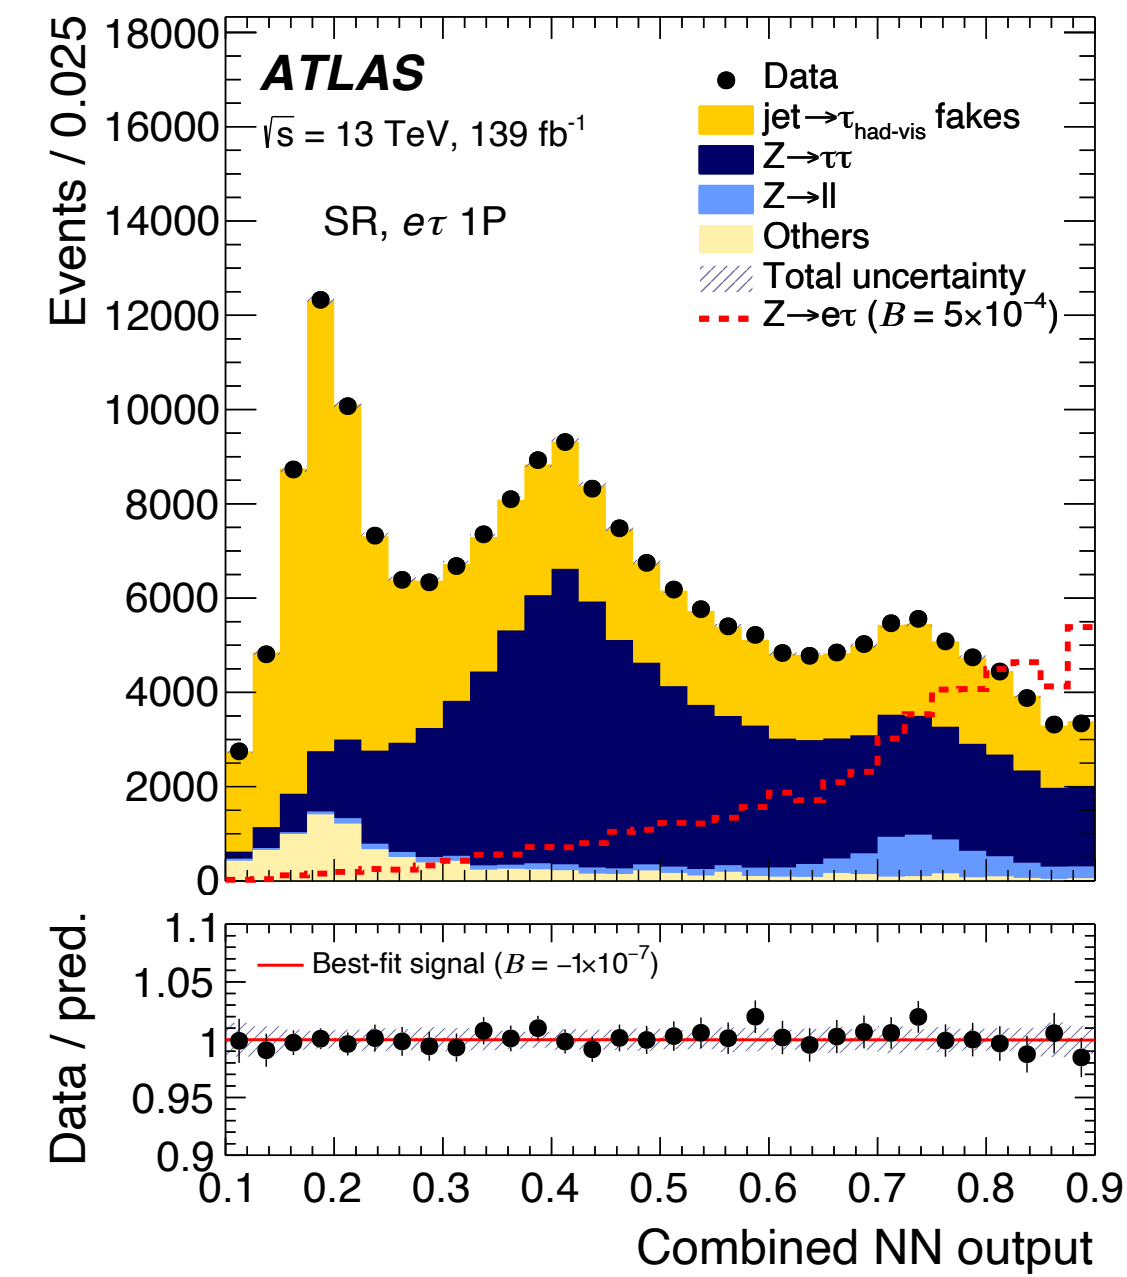 Events / 0.025
18000
16000
14000
12000
10000
8000
6000
4000
2000
0
ATLAS
√s = 13 TeV, 139 fb⁻¹
SR, eτ 1P
Data
jet→τ_had-vis fakes
Z→ττ
Z→ll
Others
Total uncertainty
Z→eτ (B = 5×10⁻⁴)
Data / pred.
1.1
1.05
1
0.95
0.9
Best-fit signal (B = −1×10⁻⁷)
0.1 0.2 0.3 0.4 0.5 0.6 0.7 0.8 0.9
Combined NN output